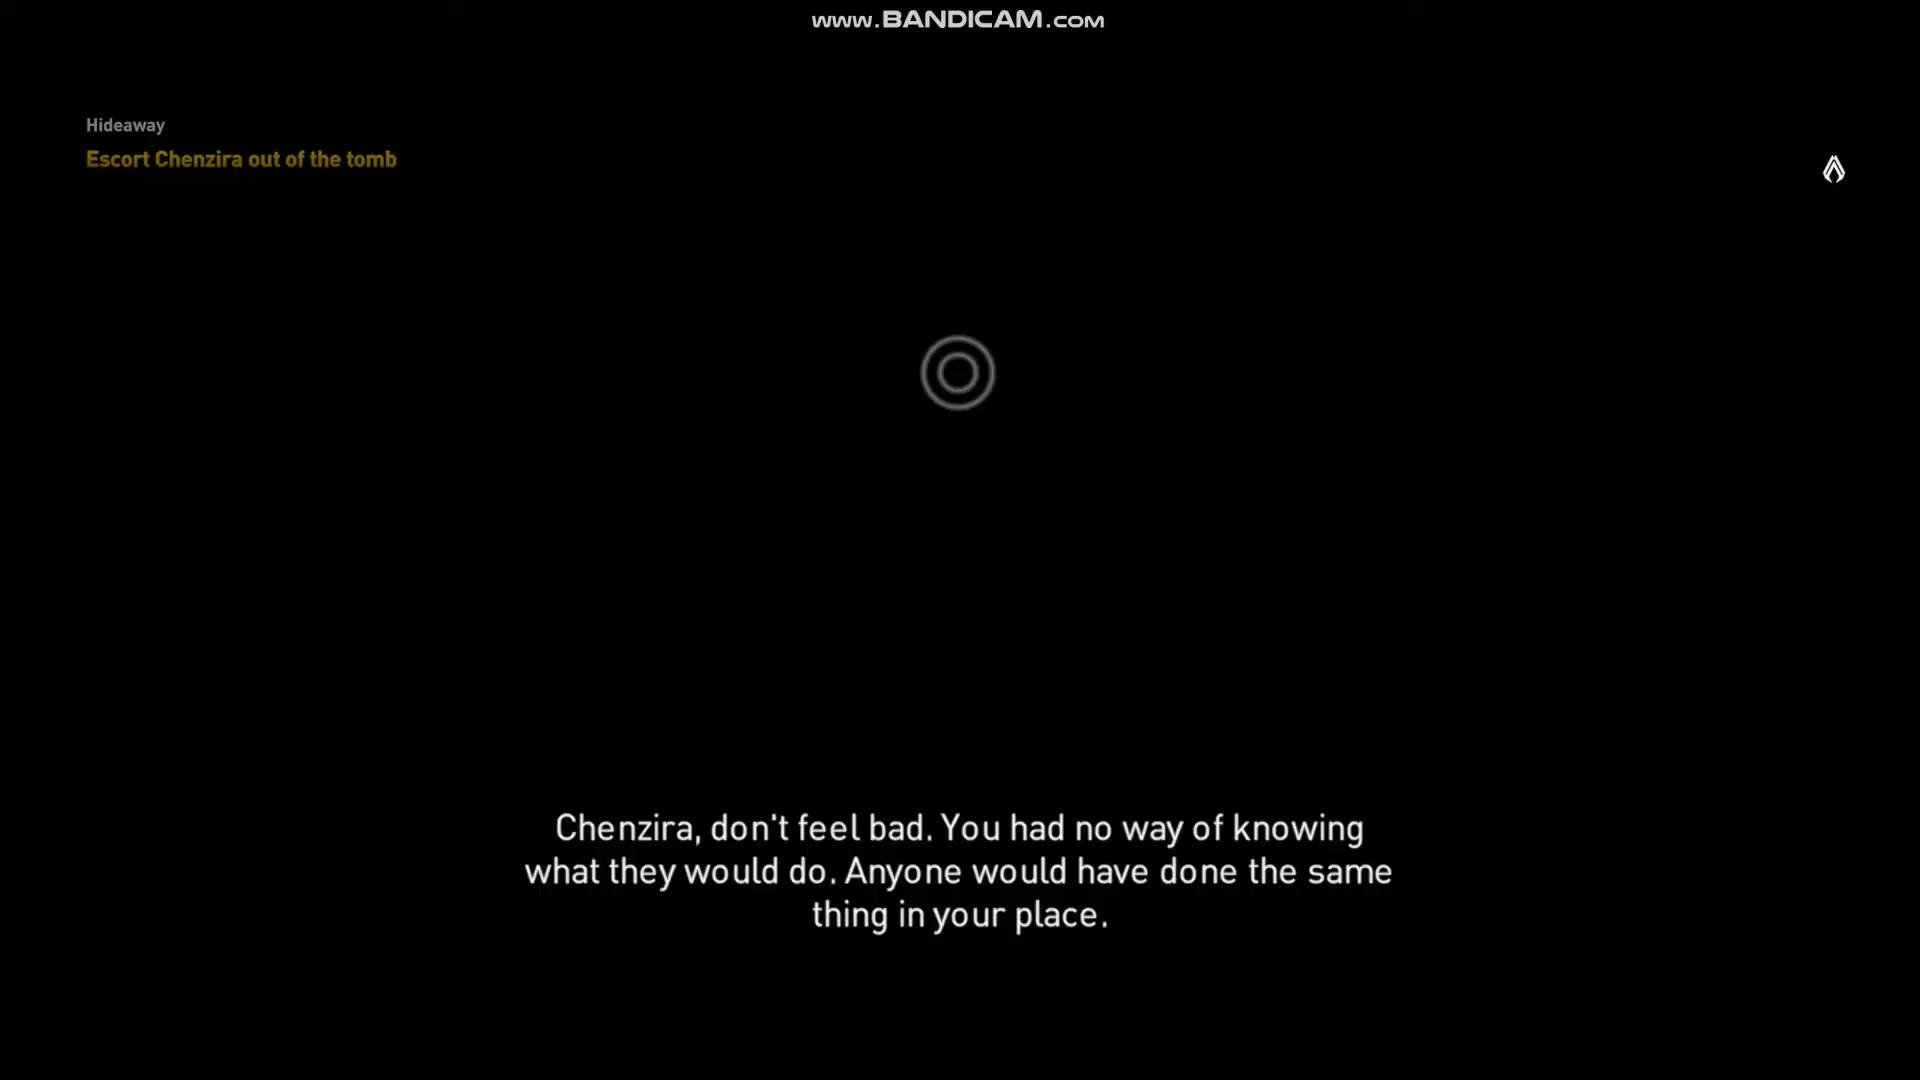 www.BANDICAM.com
Hideaway
Escort Chenzira out of the tomb
Chenzira, don't feel bad. You had no way of knowing
what they would do. Anyone would have done the same
thing in your place.